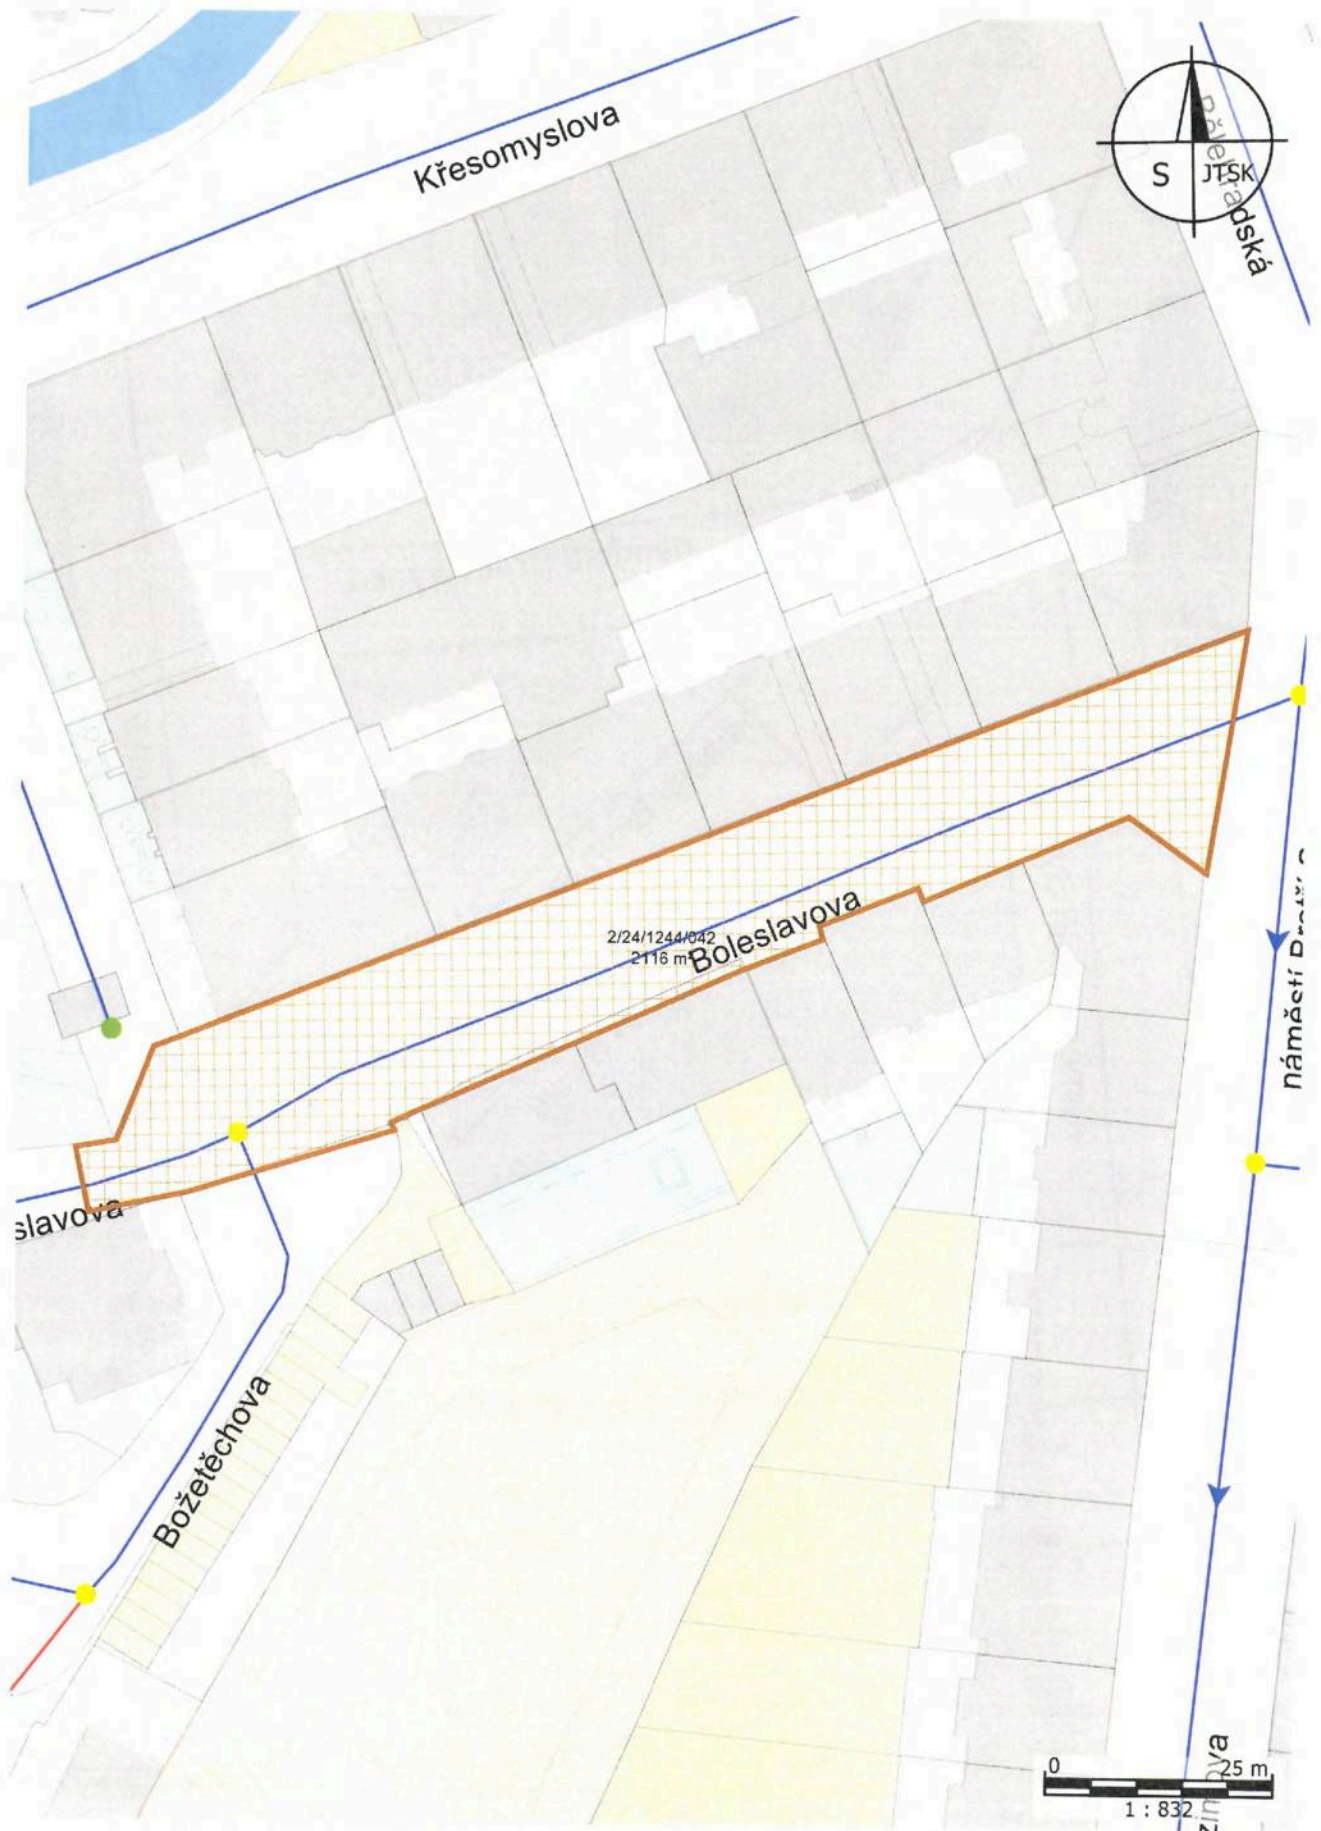 Křesomyslova
S JTSK
2/24/1244/042
2116 m²
Boleslavova
náměstí
slavova
Božetěchova
0 25 m
1 : 832